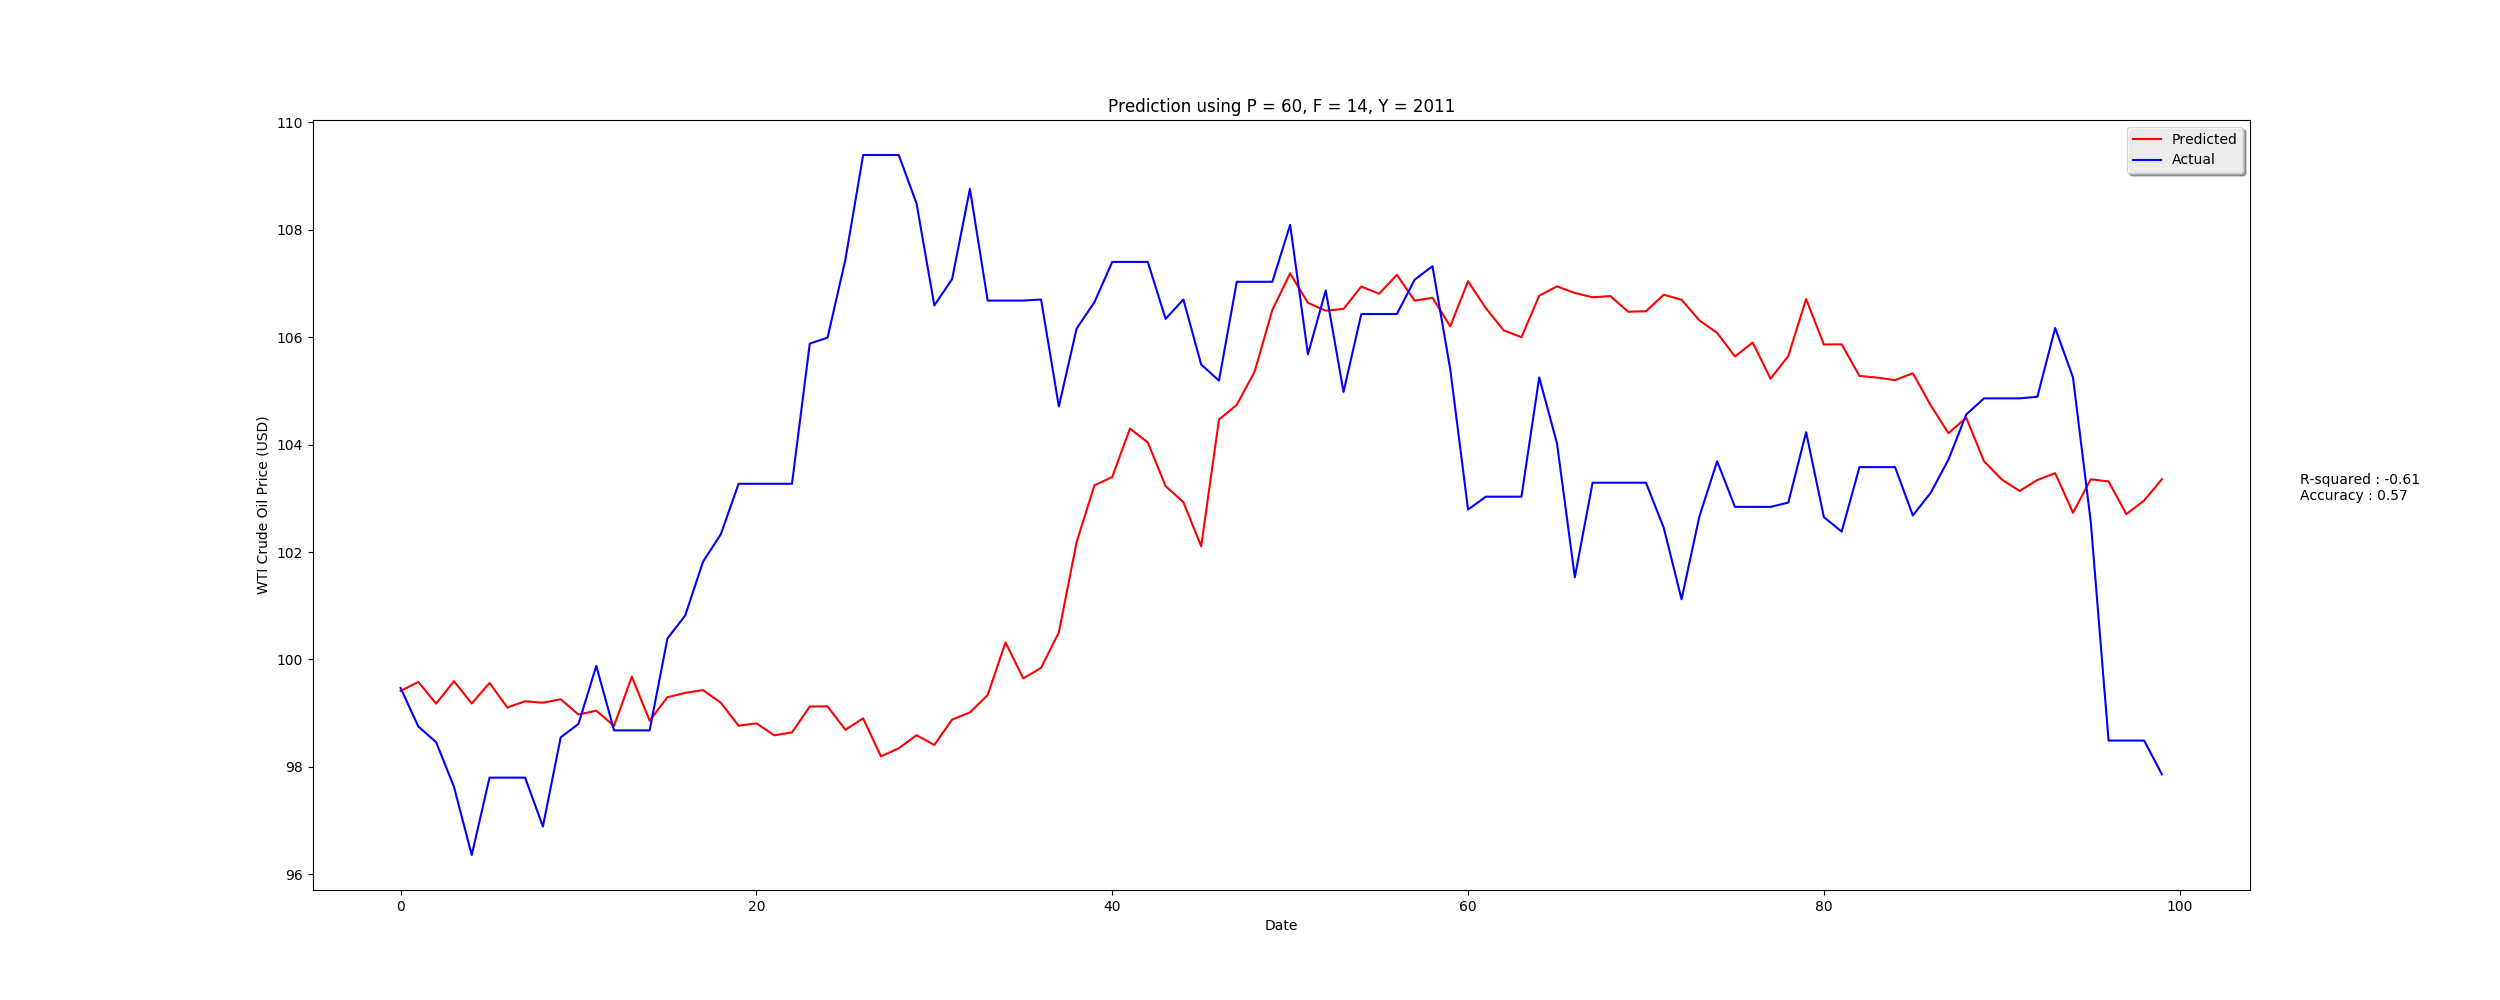 Prediction using P = 60, F = 14, Y = 2011
110
108
106
104
102
100
98
96
WTI Crude Oil Price (USD)
Predicted
Actual
R-squared : -0.61
Accuracy : 0.57
0 20 40 60 80 100
Date